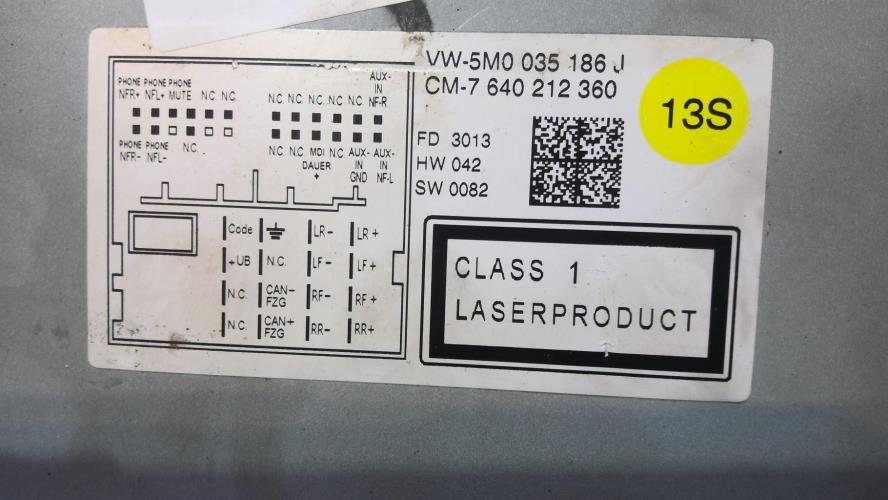 VW-5M0 035 186 J
CM-7 640 212 360
13S
FD 3013
HW 042
SW 0082
CLASS 1
LASERPRODUCT
PHONE PHONE PHONE
NFR+ NFL+ MUTE N.C. N.C.
PHONE PHONE N.C.
NFR- NFL-
AUX-
IN
N.C. N.C. N.C. N.C. N.C. NF-R
N.C. N.C. MDI N.C. AUX- AUX-
DAUER IN IN
+ GND NF-L
Code LR- LR+
+UB N.C. LF- LF+
N.C. CAN- RF- RF+
FZG
N.C. CAN+ RR- RR+
FZG